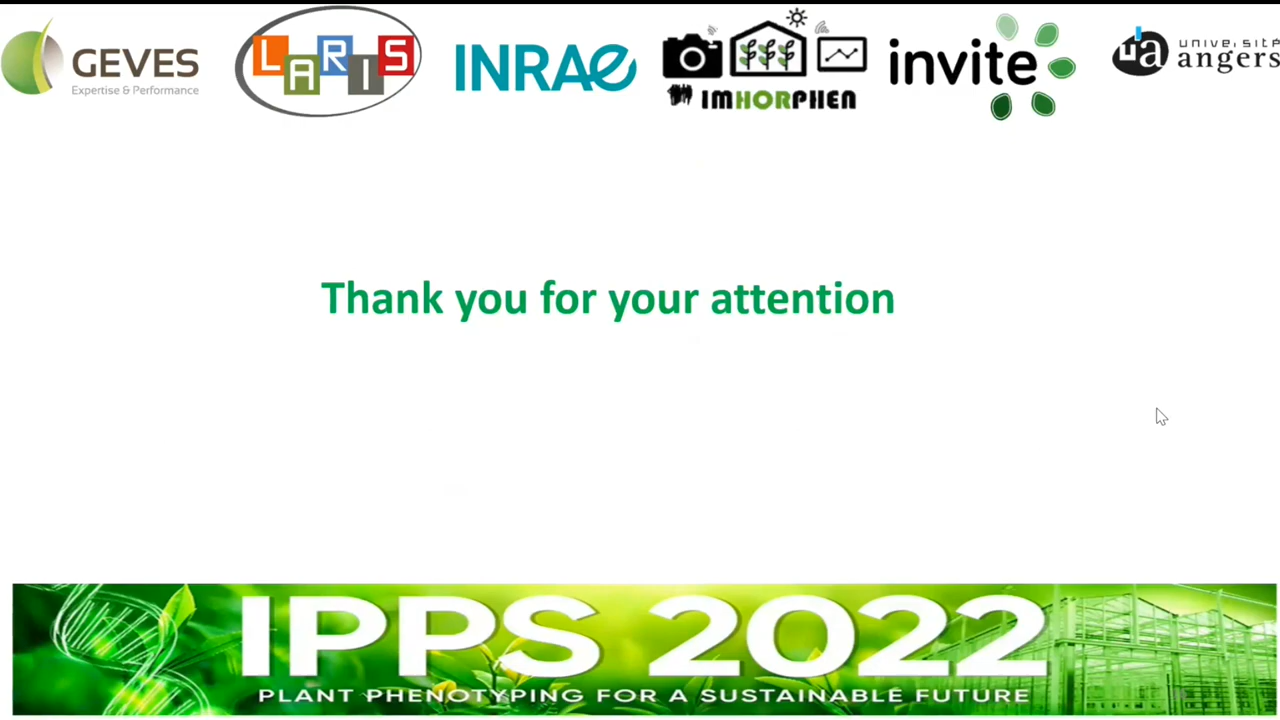 GEVES
Expertise & Performance
LARIS
INRAE
IMHORPHEN
invite
ua
université
angers
Thank you for your attention
IPPS 2022
PLANT PHENOTYPING FOR A SUSTAINABLE FUTURE